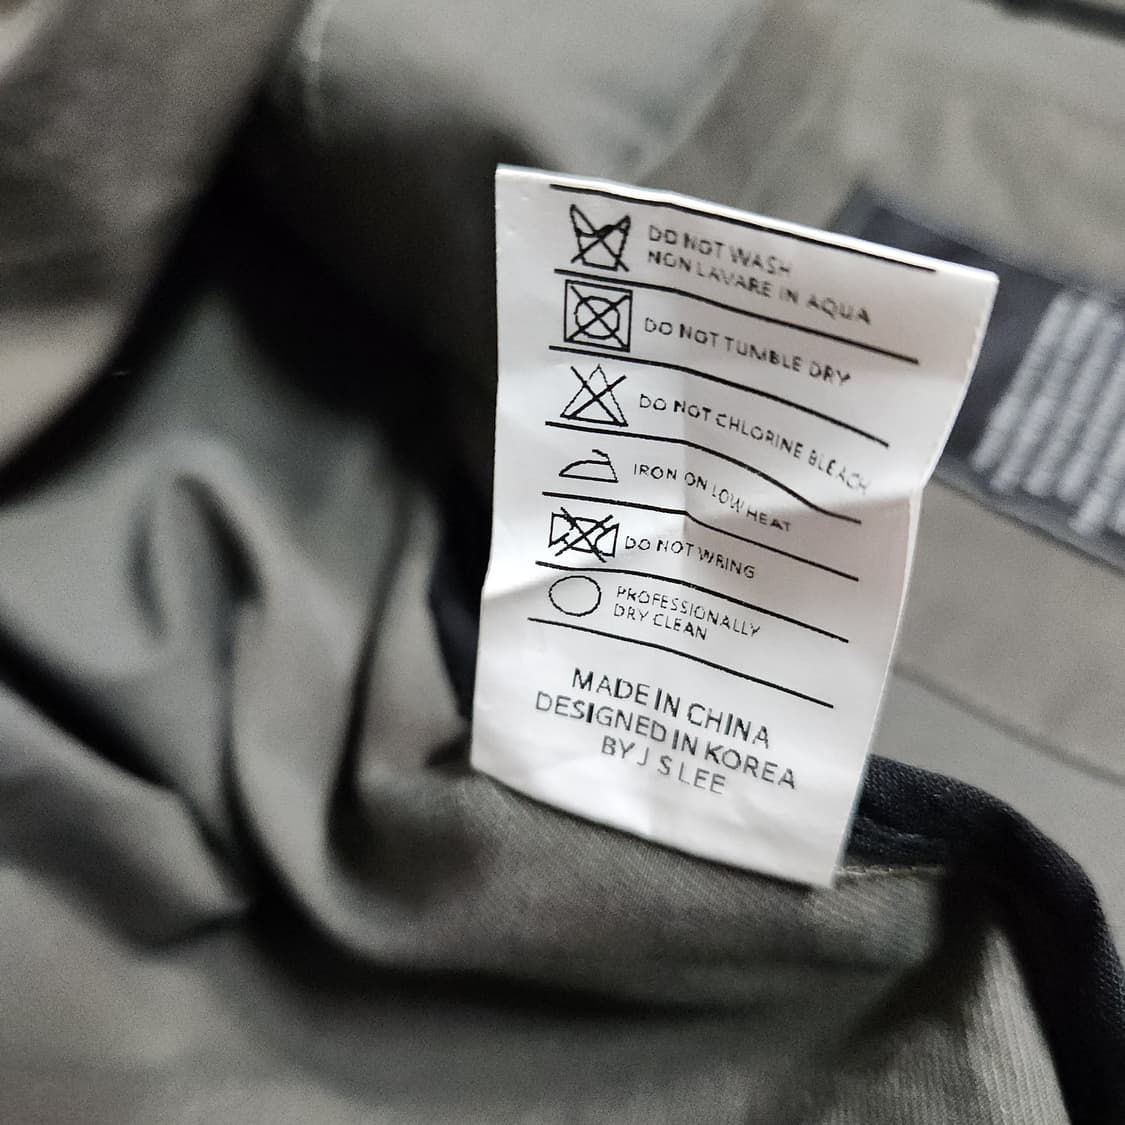 DO NOT WASH
NON LAVARE IN AQUA
DO NOT TUMBLE DRY
DO NOT CHLORINE BLEACH
IRON ON LOW HEAT
DO NOT WRING
PROFESSIONALLY
DRY CLEAN
MADE IN CHINA
DESIGNED IN KOREA
BY J S LEE